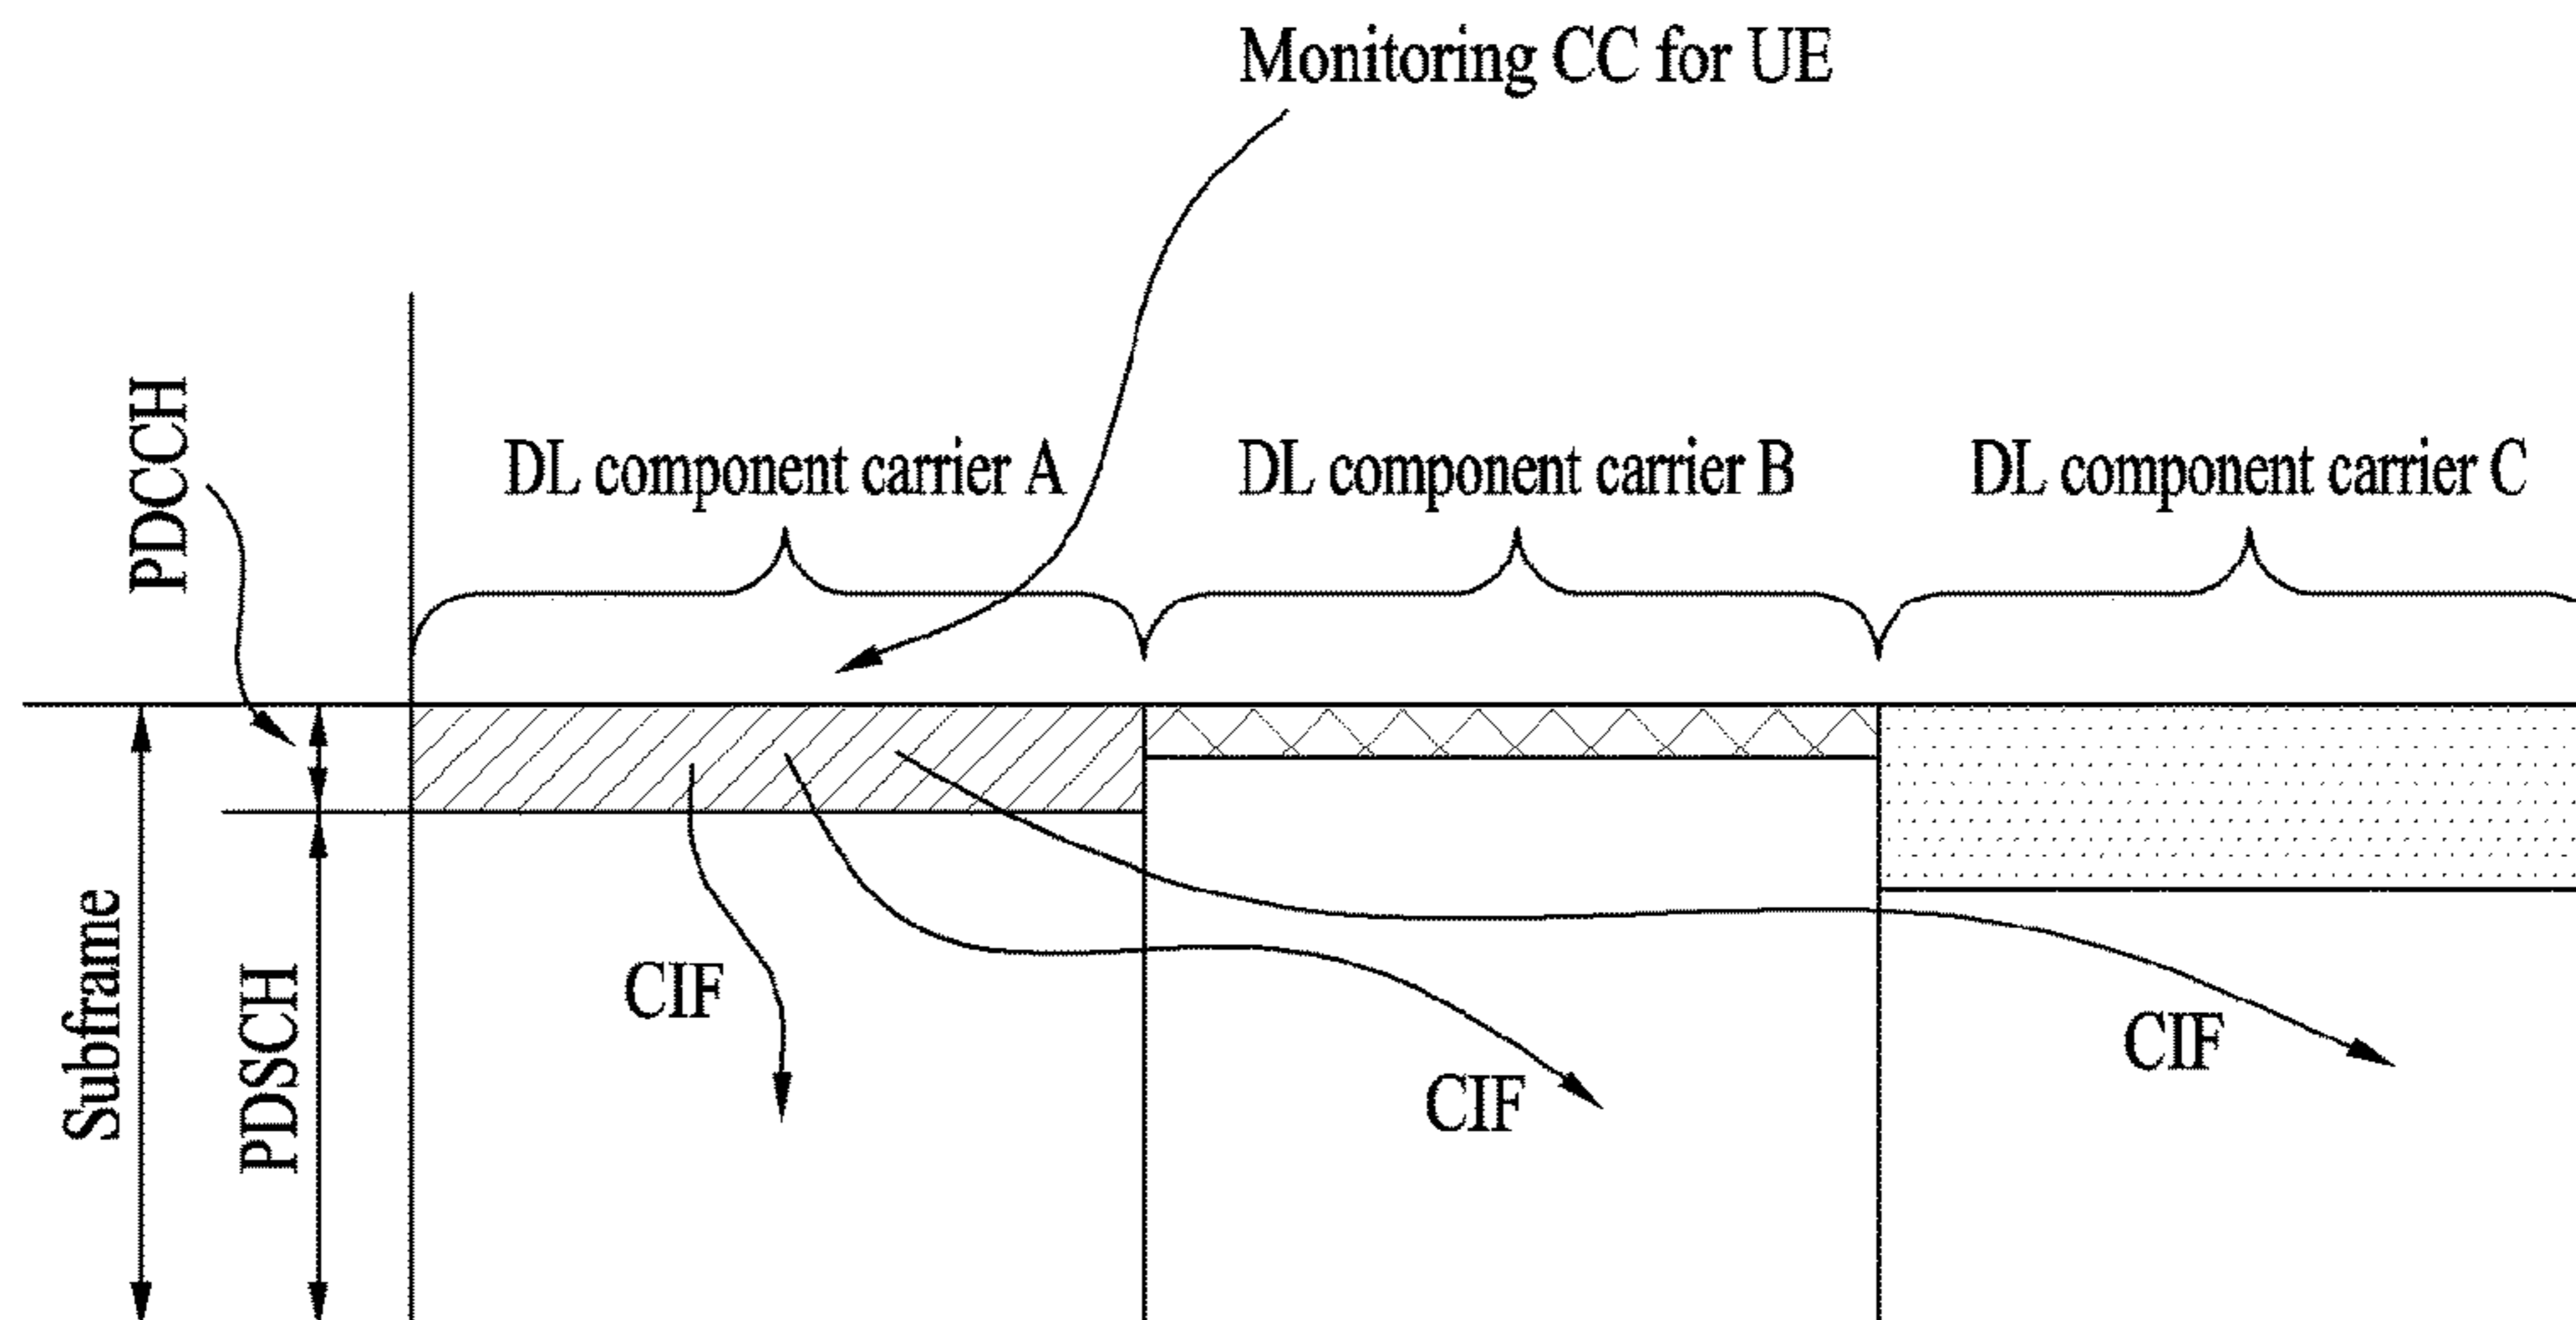 Monitoring CC for UE
PDCCH
DL component carrier A
DL component carrier B
DL component carrier C
Subframe
PDSCH
CIF
CIF
CIF